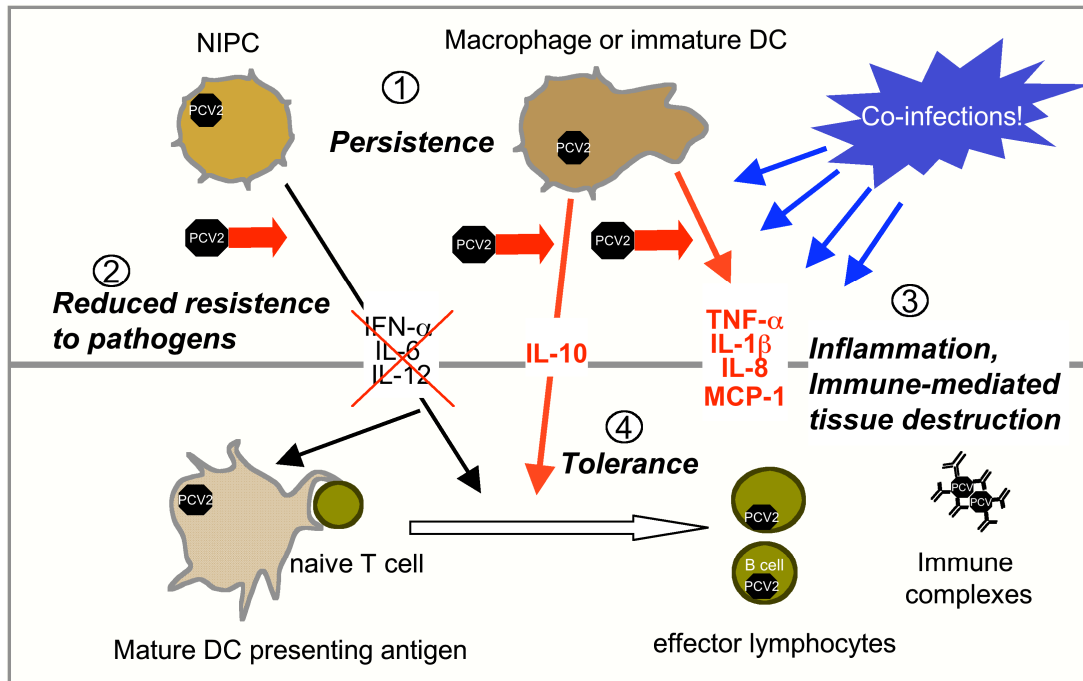 NIPC
Macrophage or immature DC
1
Persistence
PCV2
PCV2
Co-infections!
PCV2
PCV2
PCV2
2
Reduced resistence
to pathogens
IFN-α
IL-6
IL-12
IL-10
TNF-α
IL-1β
IL-8
MCP-1
3
Inflammation,
Immune-mediated
tissue destruction
4
Tolerance
PCV2
naive T cell
Mature DC presenting antigen
PCV2
B cell
PCV2
effector lymphocytes
PCV
PCV
Immune
complexes